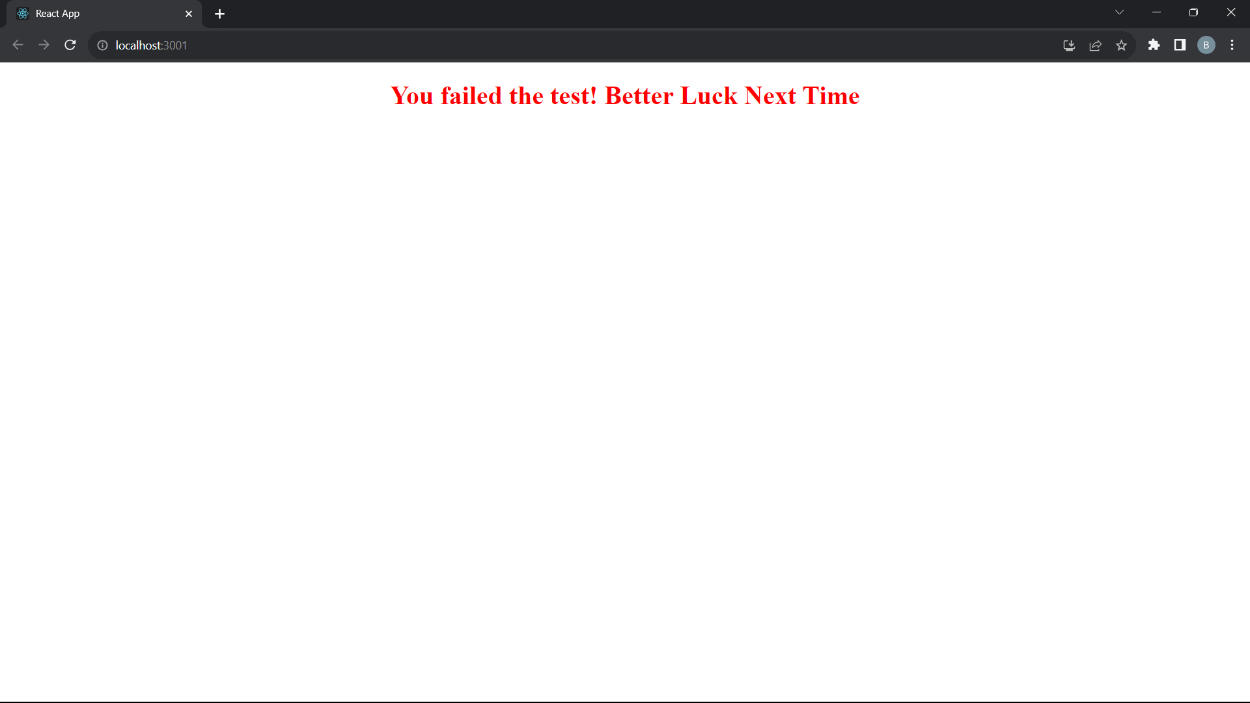 React App
localhost:3001
B
You failed the test! Better Luck Next Time